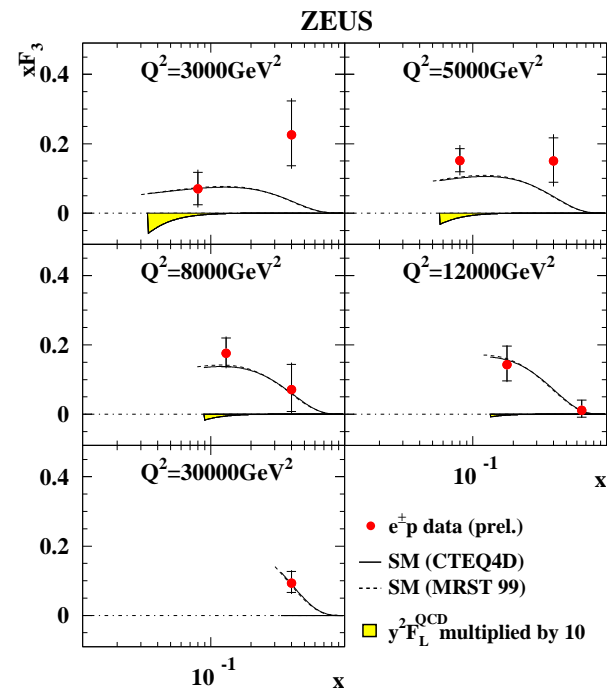 ZEUS
xF₃
Q²=3000GeV²
Q²=5000GeV²
0.4
0.2
0
Q²=8000GeV²
Q²=12000GeV²
0.4
0.2
0
Q²=30000GeV²
10⁻¹
x
0.4
0.2
0
e±p data (prel.)
SM (CTEQ4D)
SM (MRST 99)
y²F_L^QCD multiplied by 10
10⁻¹
x